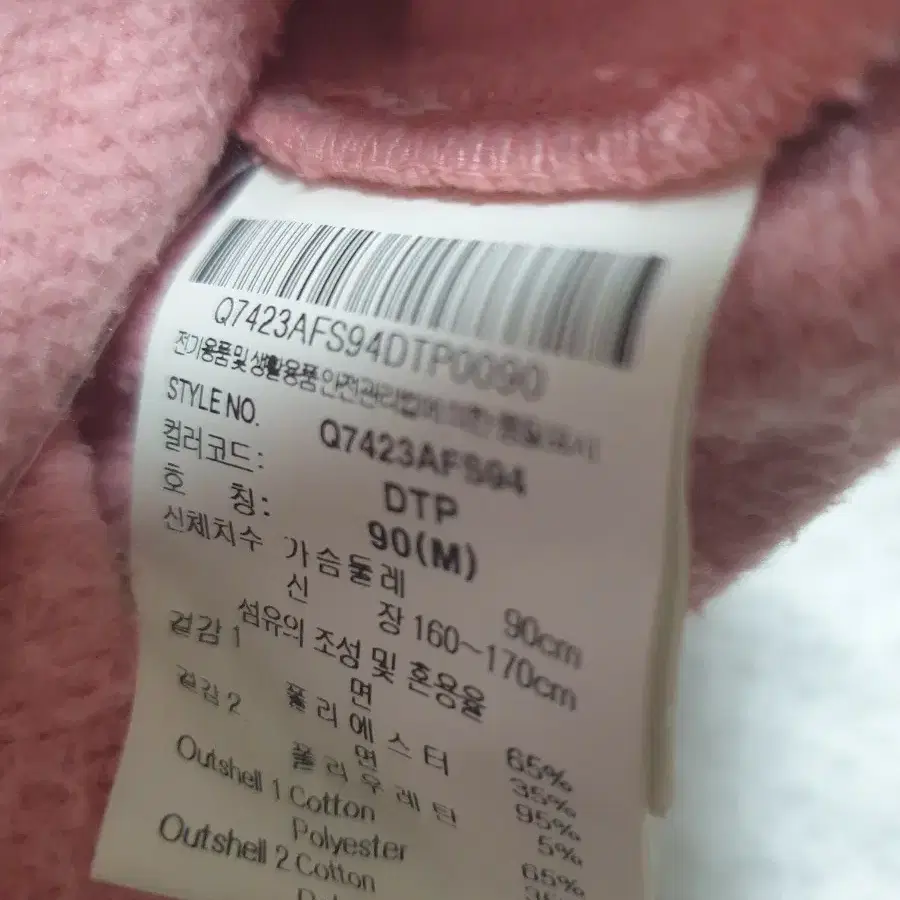 Q7423AFS94DTP0090
전기용품및 생활용품 안전관리법에 의한 품질표시
STYLE NO. Q7423AFS94
컬러코드: DTP
호 칭: 90(M)
신체치수 가슴둘레 90cm
신 장 160~170cm
섬유의 조성 및 혼용율
겉감 1 면 65%
폴리에스터 35%
겉감 2 면 95%
폴리우레탄 5%
Outshell 1 Cotton 65%
Polyester
Outshell 2 Cotton